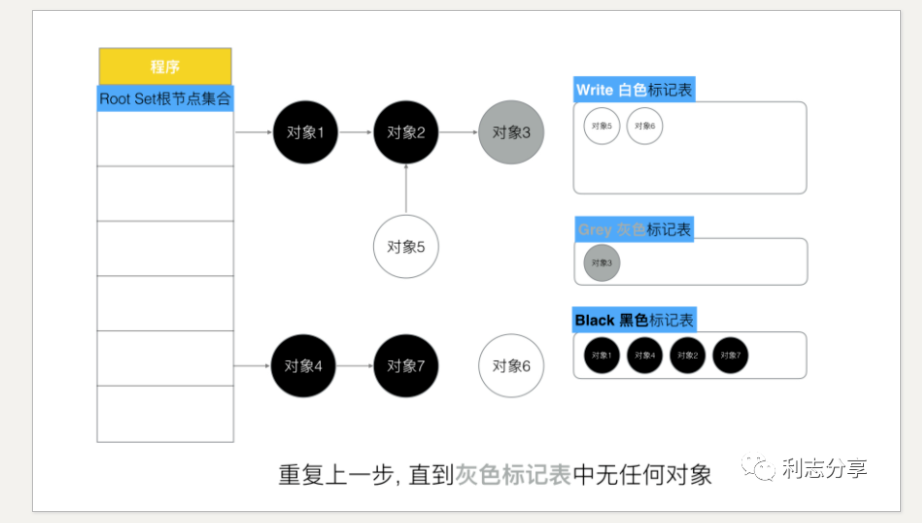 程序
Root Set根节点集合
对象1
对象2
对象3
对象5
对象4
对象7
对象6
Write 白色标记表
对象5 对象6
Grey 灰色标记表
对象3
Black 黑色标记表
对象1 对象4 对象2 对象7
重复上一步, 直到灰色标记表中无任何对象
利志分享